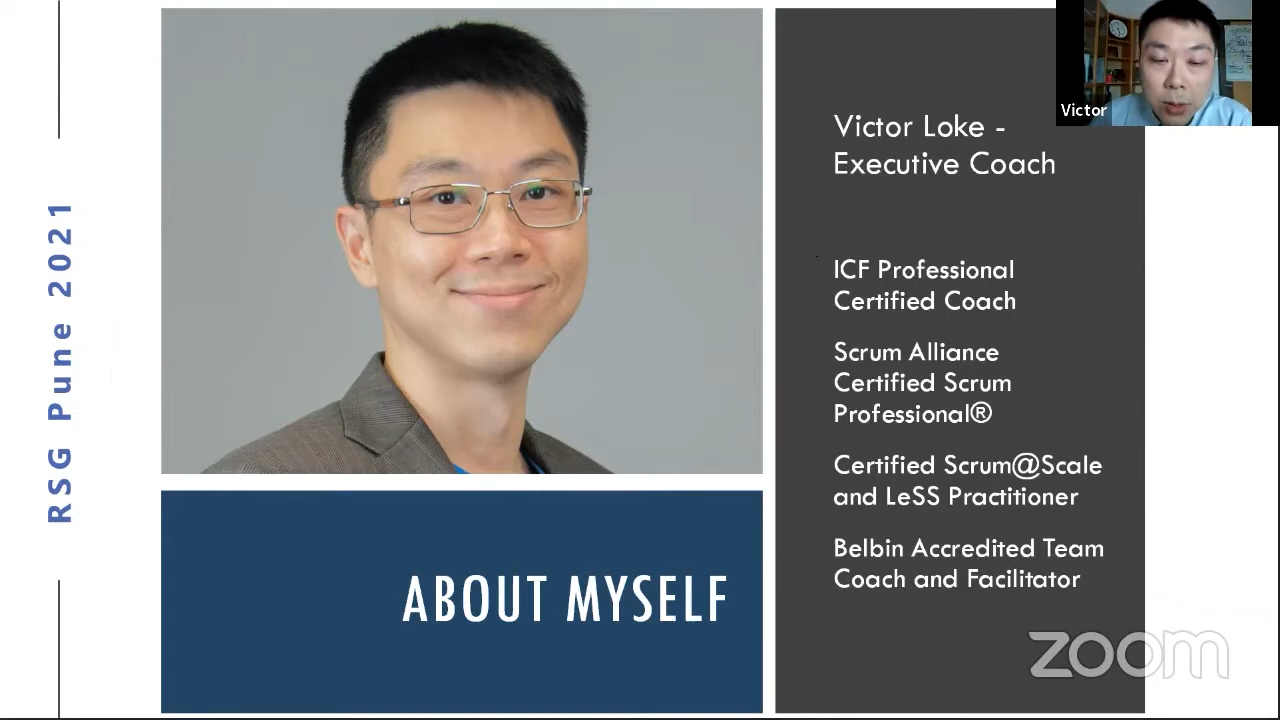 RSG Pune 2021
Victor
Victor Loke -
Executive Coach
ICF Professional
Certified Coach
Scrum Alliance
Certified Scrum
Professional®
Certified Scrum@Scale
and LeSS Practitioner
Belbin Accredited Team
Coach and Facilitator
ABOUT MYSELF
zoom